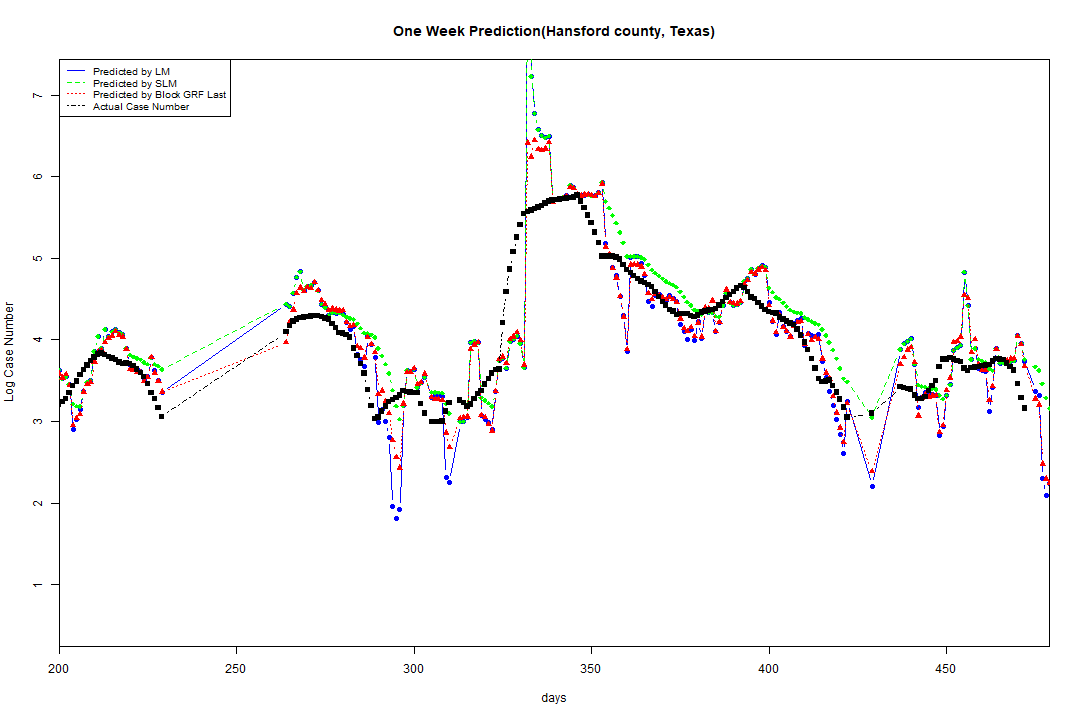 One Week Prediction(Hansford county, Texas)
Predicted by LM
Predicted by SLM
Predicted by Block GRF Last
Actual Case Number
7
6
5
4
3
2
1
Log Case Number
200 250 300 350 400 450
days